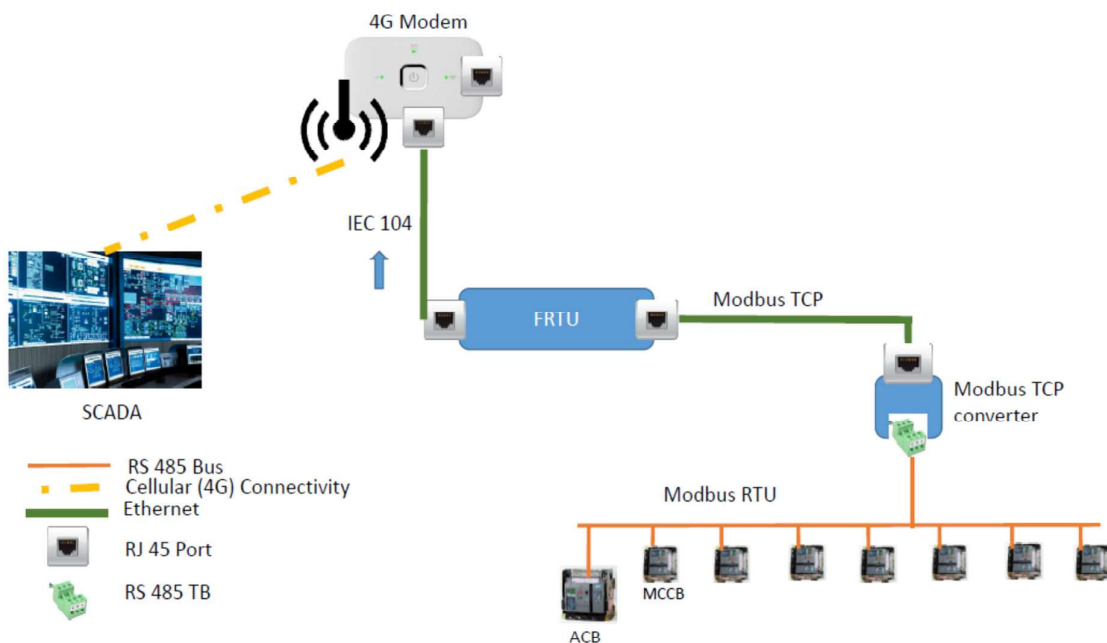 4G Modem
IEC 104
FRTU
Modbus TCP
Modbus TCP
converter
SCADA
RS 485 Bus
Cellular (4G) Connectivity
Ethernet
RJ 45 Port
RS 485 TB
Modbus RTU
MCCB
ACB